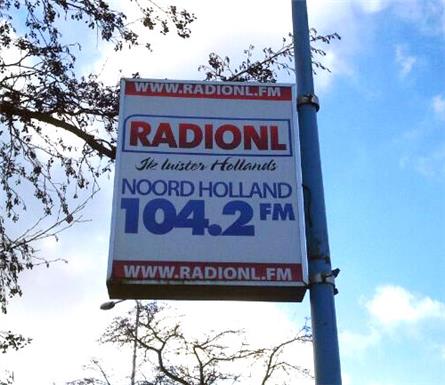 WWW.RADIONL.FM
RADIONL
Ik luister Hollands
NOORD HOLLAND
104.2 FM
WWW.RADIONL.FM